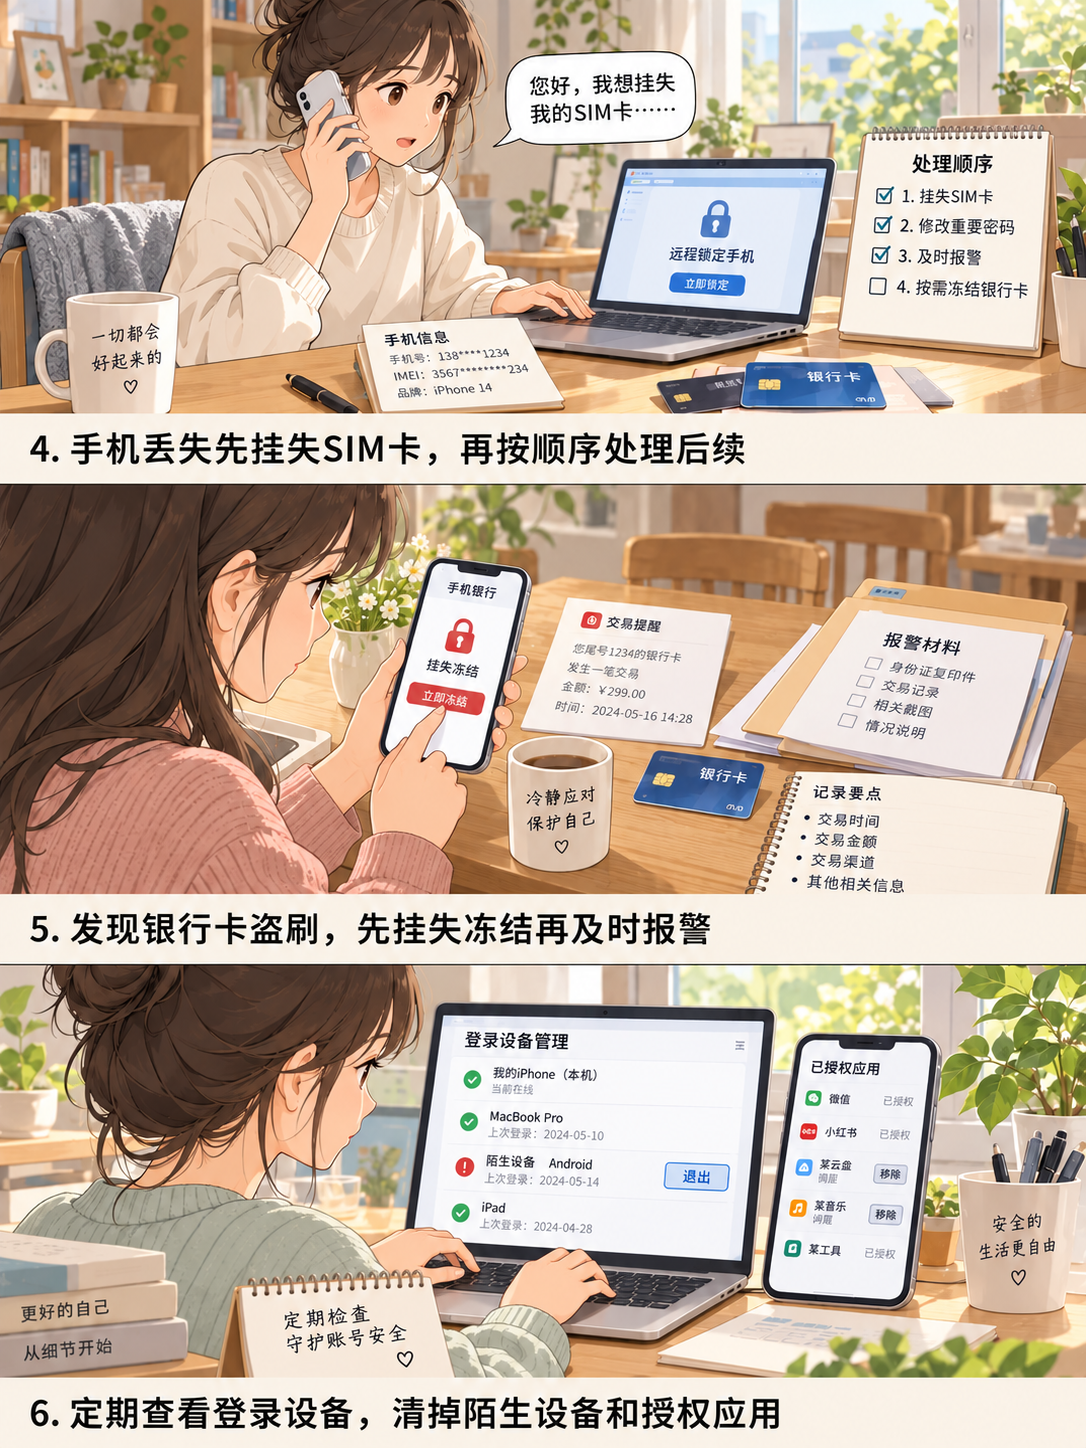 您好，我想挂失
我的SIM卡……
处理顺序
1. 挂失SIM卡
2. 修改重要密码
3. 及时报警
4. 按需冻结银行卡
远程锁定手机
立即锁定
一切都会
好起来的
手机信息
手机号：138****1234
IMEI：3567********234
品牌：iPhone 14
银行卡
4. 手机丢失先挂失SIM卡，再按顺序处理后续
手机银行
挂失冻结
立即冻结
交易提醒
您尾号1234的银行卡
发生一笔交易
金额：￥299.00
时间：2024-05-16 14:28
报警材料
身份证复印件
交易记录
相关截图
情况说明
银行卡
冷静应对
保护自己
记录要点
• 交易时间
• 交易金额
• 交易渠道
• 其他相关信息
5. 发现银行卡盗刷，先挂失冻结再及时报警
登录设备管理
我的iPhone（本机）
当前在线
MacBook Pro
上次登录：2024-05-10
陌生设备 Android
上次登录：2024-05-14
退出
iPad
上次登录：2024-04-28
已授权应用
微信 已授权
小红书 已授权
某云盘 移除
某音乐 移除
某工具 已授权
安全的
生活更自由
更好的自己
从细节开始
定期检查
守护账号安全
6. 定期查看登录设备，清掉陌生设备和授权应用